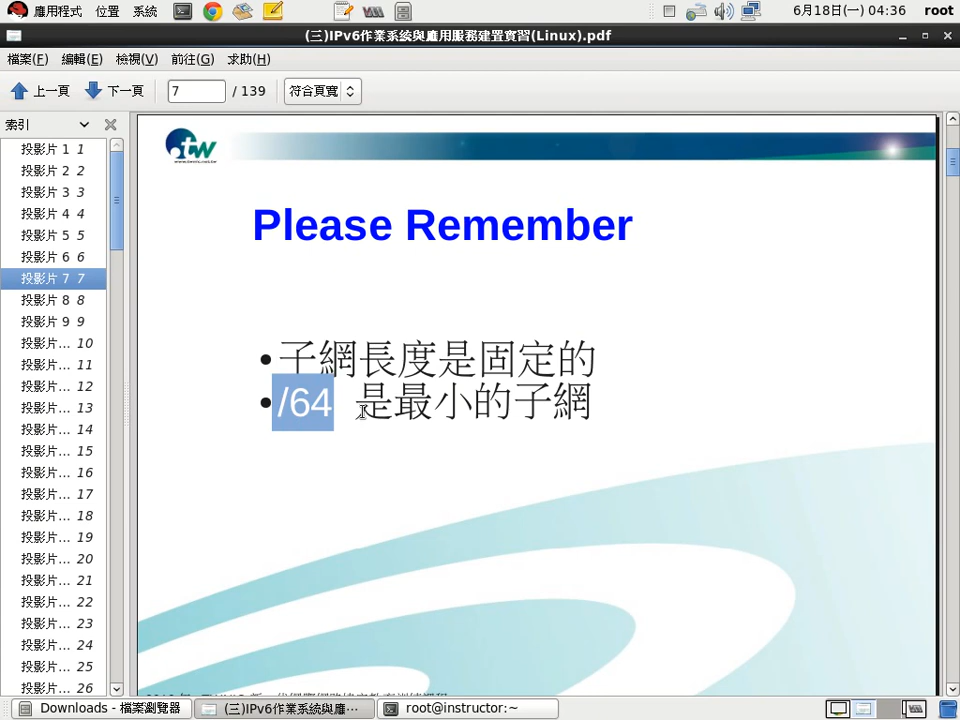 應用程式 位置 系統 6月18日(一) 04:36 root
(三)IPv6作業系統與應用服務建置實習(Linux).pdf
檔案(F) 編輯(E) 檢視(V) 前往(G) 求助(H)
上一頁 下一頁 7 / 139 符合頁寬
索引
投影片 1 1
投影片 2 2
投影片 3 3
投影片 4 4
投影片 5 5
投影片 6 6
投影片 7 7
投影片 8 8
投影片 9 9
投影片... 10
投影片... 11
投影片... 12
投影片... 13
投影片... 14
投影片... 15
投影片... 16
投影片... 17
投影片... 18
投影片... 19
投影片... 20
投影片... 21
投影片... 22
投影片... 23
投影片... 24
投影片... 25
投影片... 26
.tw
www.twnic.net.tw
Please Remember
•子網長度是固定的
•/64 是最小的子網
Downloads - 檔案瀏覽器 (三)IPv6作業系統與應⋯ root@instructor:~